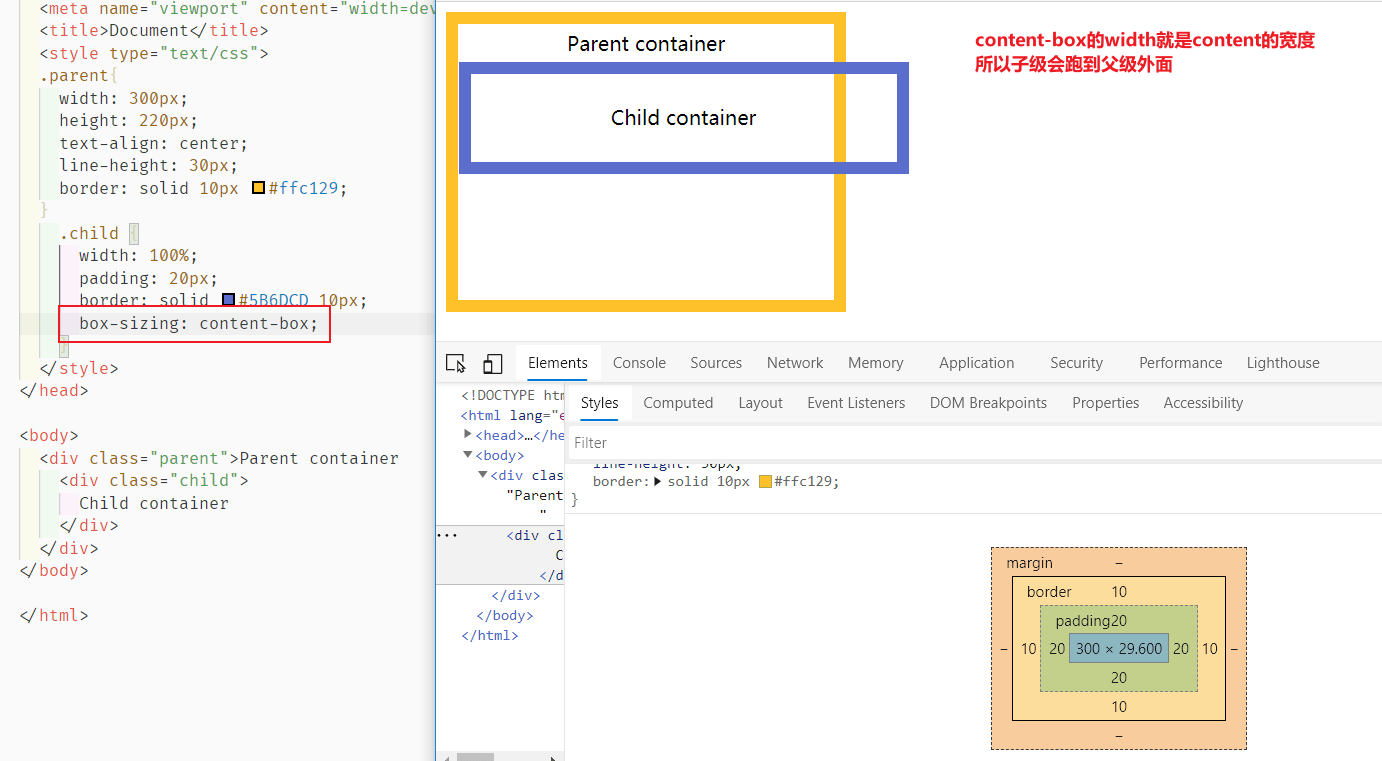 <meta name="viewport" content="width=dev
<title>Document</title>
<style type="text/css">
.parent{
width: 300px;
height: 220px;
text-align: center;
line-height: 30px;
border: solid 10px #ffc129;
}
.child {
width: 100%;
padding: 20px;
border: solid #5B6DCD 10px;
box-sizing: content-box;
}
</style>
</head>
<body>
<div class="parent">Parent container
<div class="child">
Child container
</div>
</div>
</body>
</html>
Parent container
Child container
content-box的width就是content的宽度
所以子级会跑到父级外面
Elements Console Sources Network Memory Application Security Performance Lighthouse
<!DOCTYPE htm
<html lang="e
<head>…</he
<body>
<div clas
"Parent
"
··· <div cl
C
</d
</div>
</body>
</html>
Styles Computed Layout Event Listeners DOM Breakpoints Properties Accessibility
Filter
line-height: 30px;
border: solid 10px #ffc129;
}
margin –
border 10
padding20
– 10 20 300 × 29.600 20 10 –
20
10
–